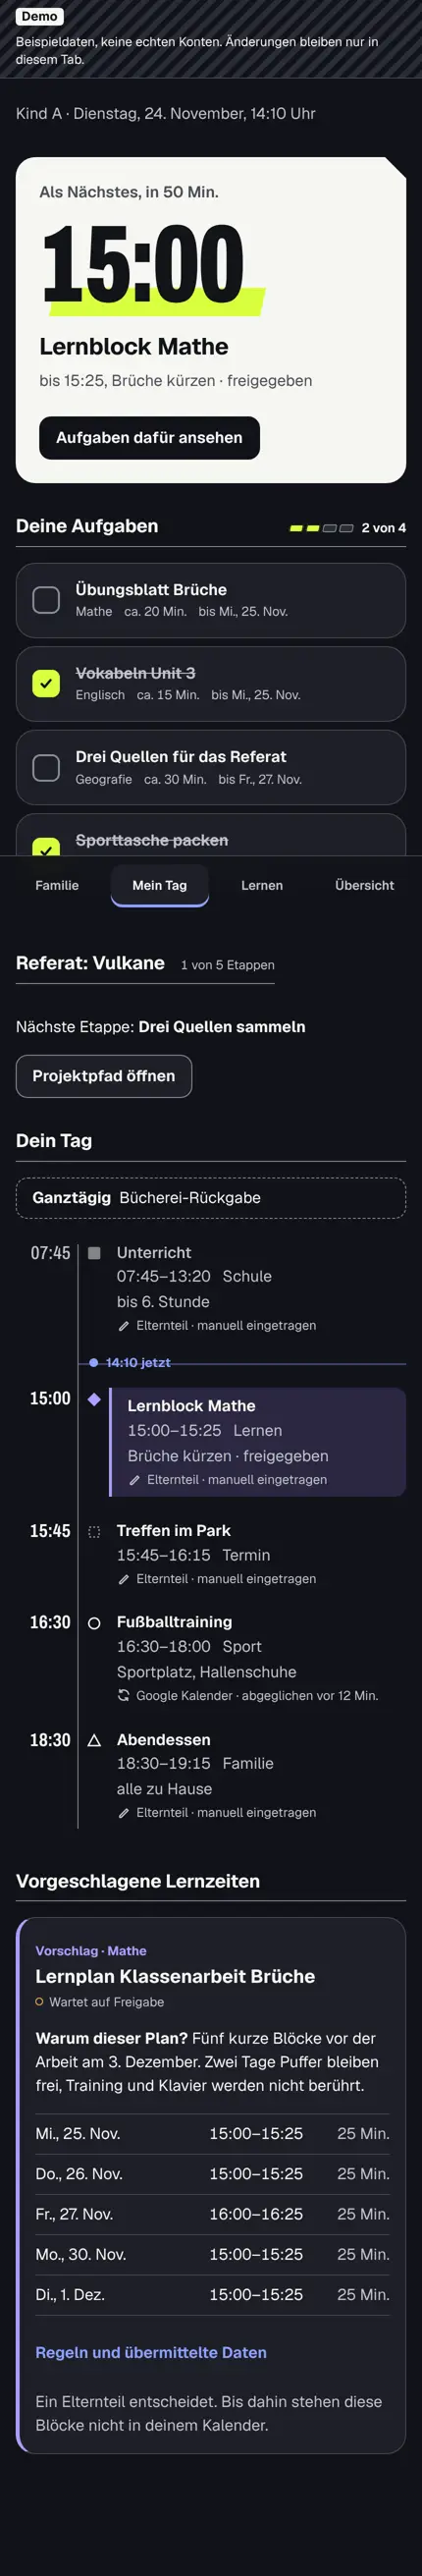 Demo
Beispieldaten, keine echten Konten. Änderungen bleiben nur in
diesem Tab.
Kind A · Dienstag, 24. November, 14:10 Uhr
Als Nächstes, in 50 Min.
15:00
Lernblock Mathe
bis 15:25, Brüche kürzen · freigegeben
Aufgaben dafür ansehen
Deine Aufgaben 2 von 4
Übungsblatt Brüche
Mathe ca. 20 Min. bis Mi., 25. Nov.
Vokabeln Unit 3
Englisch ca. 15 Min. bis Mi., 25. Nov.
Drei Quellen für das Referat
Geografie ca. 30 Min. bis Fr., 27. Nov.
Sporttasche packen
Familie Mein Tag Lernen Übersicht
Referat: Vulkane 1 von 5 Etappen
Nächste Etappe: Drei Quellen sammeln
Projektpfad öffnen
Dein Tag
Ganztägig Bücherei-Rückgabe
07:45 Unterricht
07:45–13:20 Schule
bis 6. Stunde
Elternteil · manuell eingetragen
14:10 jetzt
15:00 Lernblock Mathe
15:00–15:25 Lernen
Brüche kürzen · freigegeben
Elternteil · manuell eingetragen
15:45 Treffen im Park
15:45–16:15 Termin
Elternteil · manuell eingetragen
16:30 Fußballtraining
16:30–18:00 Sport
Sportplatz, Hallenschuhe
Google Kalender · abgeglichen vor 12 Min.
18:30 Abendessen
18:30–19:15 Familie
alle zu Hause
Elternteil · manuell eingetragen
Vorgeschlagene Lernzeiten
Vorschlag · Mathe
Lernplan Klassenarbeit Brüche
Wartet auf Freigabe
Warum dieser Plan? Fünf kurze Blöcke vor der
Arbeit am 3. Dezember. Zwei Tage Puffer bleiben
frei, Training und Klavier werden nicht berührt.
Mi., 25. Nov. 15:00–15:25 25 Min.
Do., 26. Nov. 15:00–15:25 25 Min.
Fr., 27. Nov. 16:00–16:25 25 Min.
Mo., 30. Nov. 15:00–15:25 25 Min.
Di., 1. Dez. 15:00–15:25 25 Min.
Regeln und übermittelte Daten
Ein Elternteil entscheidet. Bis dahin stehen diese
Blöcke nicht in deinem Kalender.